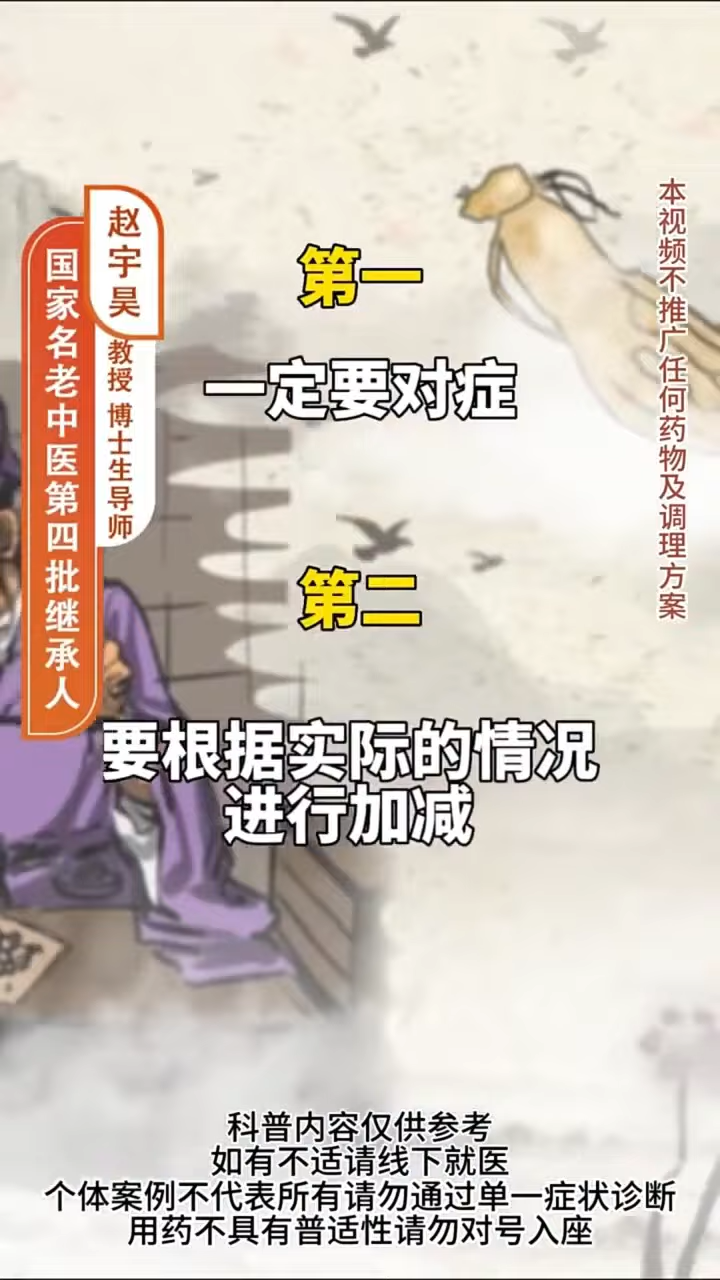 赵宇昊
教授 博士生导师
国家名老中医第四批继承人
第一
一定要对症
第二
要根据实际的情况
进行加减
本视频不推广任何药物及调理方案
科普内容仅供参考
如有不适请线下就医
个体案例不代表所有请勿通过单一症状诊断
用药不具有普适性请勿对号入座